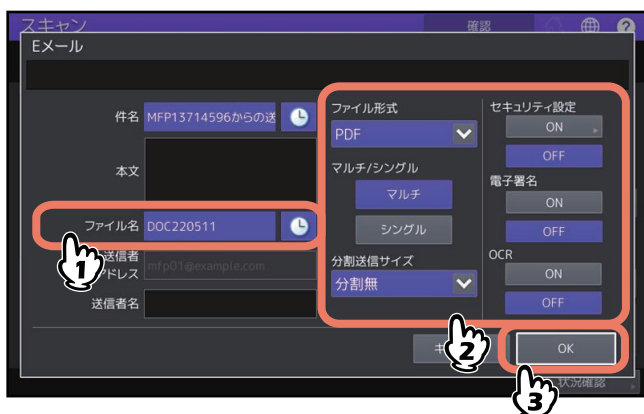 スキャン
確認
?
Eメール
件名 MFP13714596からの送
本文
ファイル名 DOC220511
送信者
アドレス mfp01@example.com
送信者名
ファイル形式
PDF
マルチ/シングル
マルチ
シングル
分割送信サイズ
分割無
セキュリティ設定
ON
OFF
電子署名
ON
OFF
OCR
ON
OFF
OK
状況確認
1
2
3